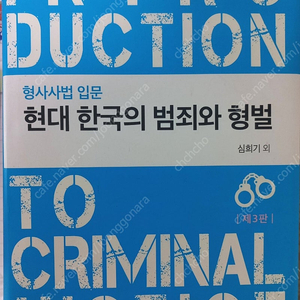 DUCTION
형사사법 입문
현대 한국의 범죄와 형벌
심희기 외
[제3판]
TO
CRIMINAL